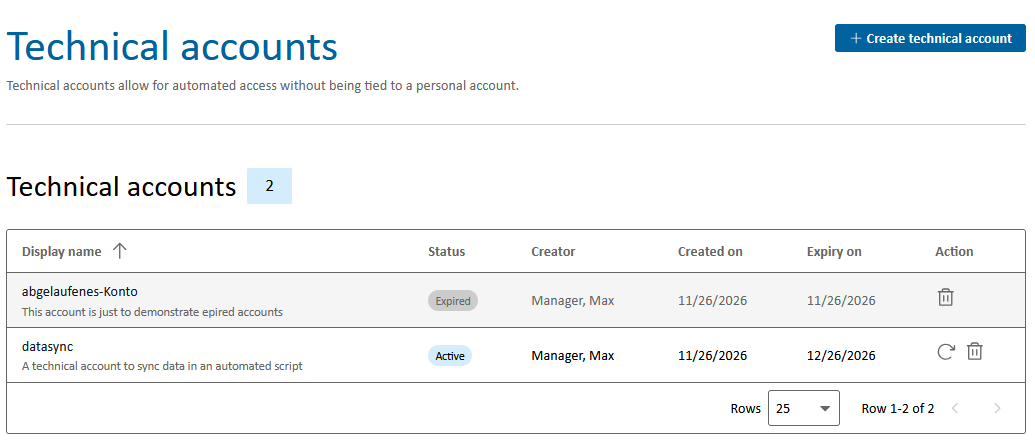 Technical accounts
+ Create technical account
Technical accounts allow for automated access without being tied to a personal account.
Technical accounts 2
Display name ↑ Status Creator Created on Expiry on Action
abgelaufenes-Konto
This account is just to demonstrate epired accounts
Expired Manager, Max 11/26/2026 11/26/2026
datasync
A technical account to sync data in an automated script
Active Manager, Max 11/26/2026 12/26/2026
Rows 25 Row 1-2 of 2